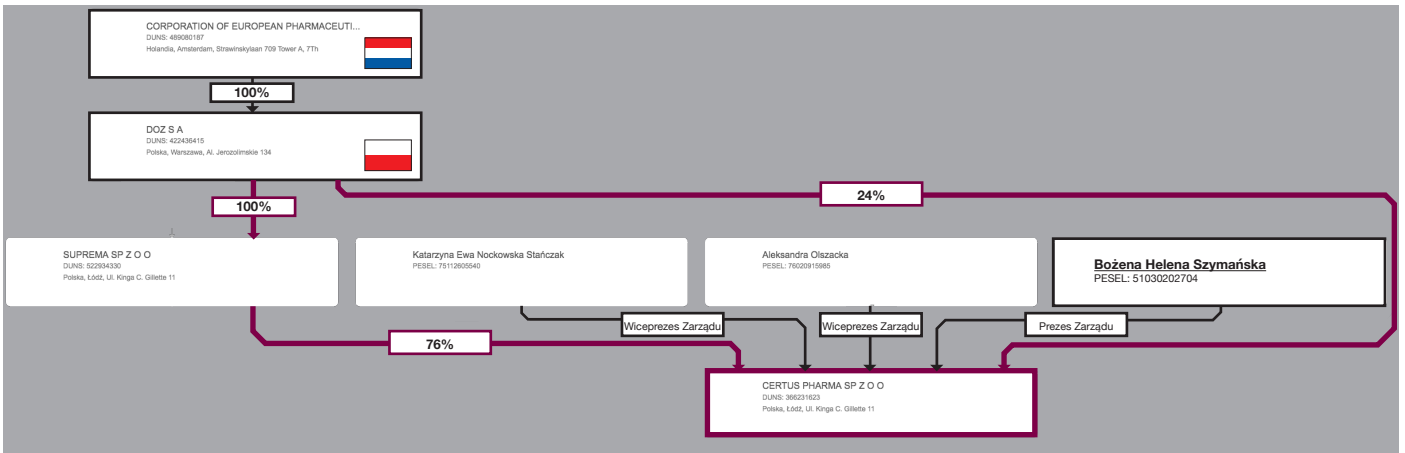 CORPORATION OF EUROPEAN PHARMACEUTI...
DUNS: 489080187
Holandia, Amsterdam, Strawinskylaan 709 Tower A, 7Th
100%
DOZ S A
DUNS: 422436415
Polska, Warszawa, Al. Jerozolimskie 134
24%
100%
SUPREMA SP Z O O
DUNS: 522934330
Polska, Łódź, Ul. Kinga C. Gillette 11
Katarzyna Ewa Nockowska Stańczak
PESEL: 75112605540
Aleksandra Olszacka
PESEL: 76020915985
Bożena Helena Szymańska
PESEL: 51030202704
Wiceprezes Zarządu
Wiceprezes Zarządu
Prezes Zarządu
76%
CERTUS PHARMA SP Z O O
DUNS: 366231623
Polska, Łódź, Ul. Kinga C. Gillette 11